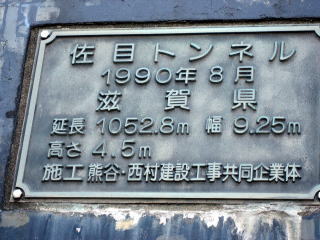 佐目トンネル
1990年8月
滋賀県
延長 1052.8m 幅 9.25m
高さ 4.5m
施工 熊谷・西村建設工事共同企業体